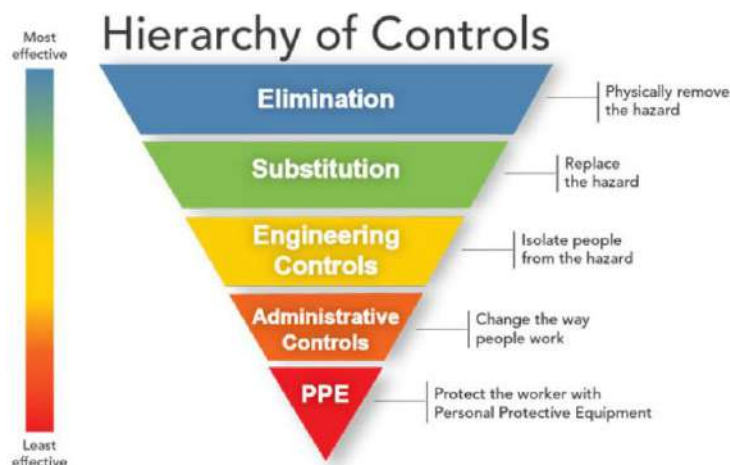 Hierarchy of Controls
Most
effective
Elimination
Physically remove
the hazard
Substitution
Replace
the hazard
Engineering
Controls
Isolate people
from the hazard
Administrative
Controls
Change the way
people work
PPE
Protect the worker with
Personal Protective Equipment
Least
effective